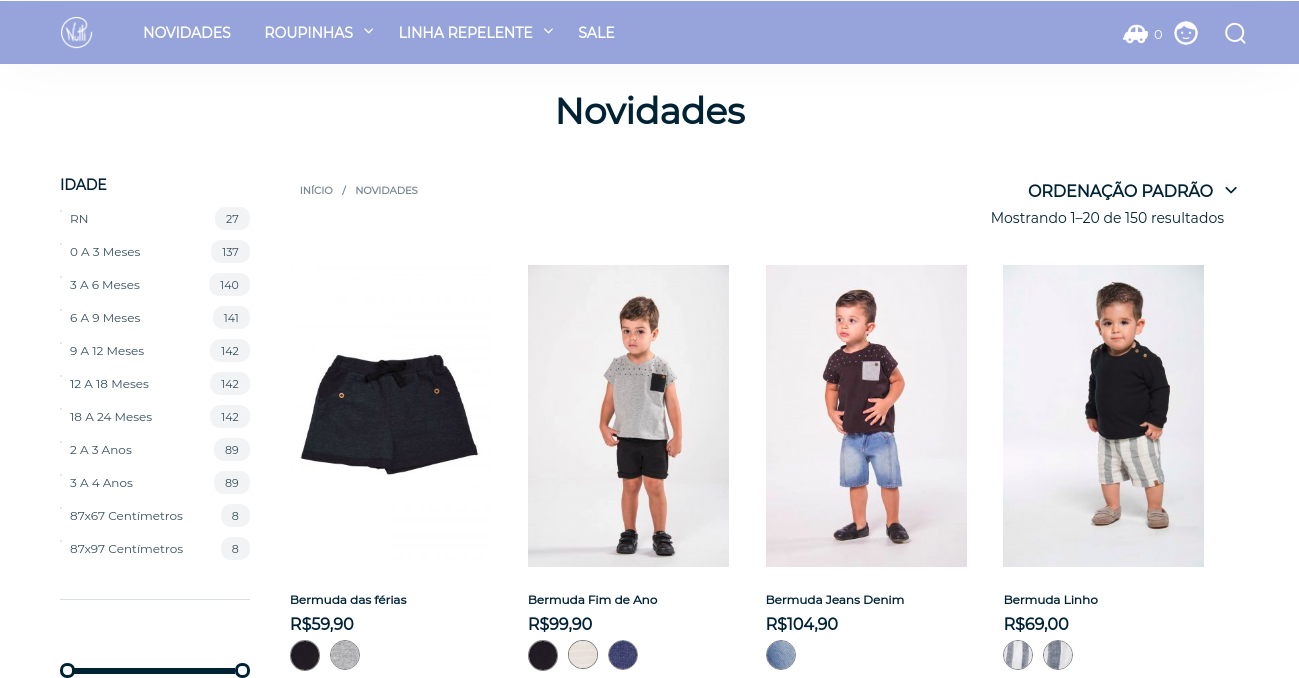 NOVIDADES
ROUPINHAS
LINHA REPELENTE
SALE
0
Novidades
IDADE
RN 27
0 A 3 Meses 137
3 A 6 Meses 140
6 A 9 Meses 141
9 A 12 Meses 142
12 A 18 Meses 142
18 A 24 Meses 142
2 A 3 Anos 89
3 A 4 Anos 89
87x67 Centímetros 8
87x97 Centímetros 8
INÍCIO / NOVIDADES
ORDENAÇÃO PADRÃO
Mostrando 1–20 de 150 resultados
Bermuda das férias
R$59,90
Bermuda Fim de Ano
R$99,90
Bermuda Jeans Denim
R$104,90
Bermuda Linho
R$69,00